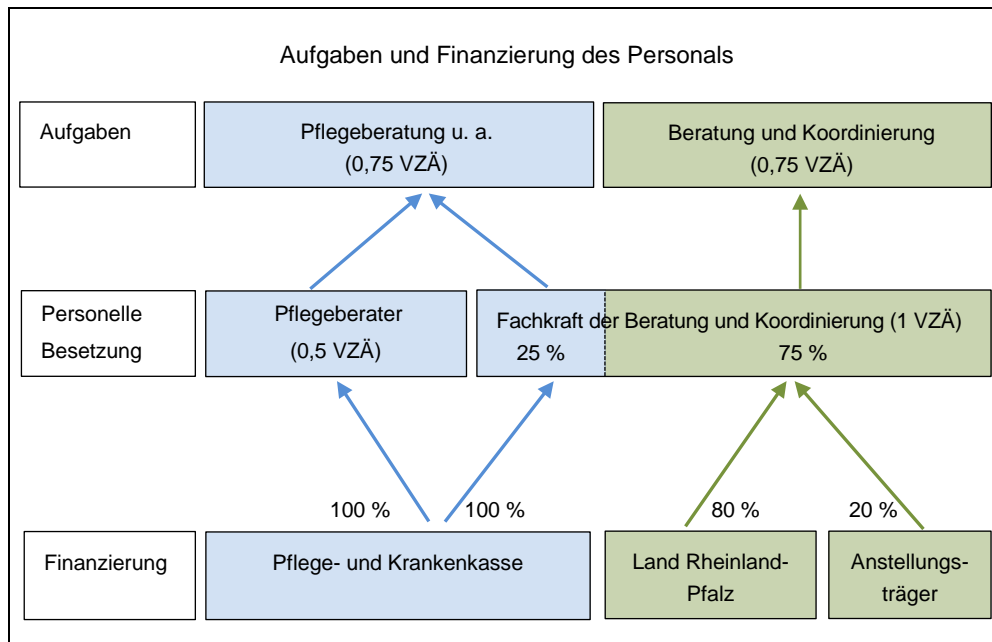 Aufgaben und Finanzierung des Personals
Aufgaben
Pflegeberatung u. a.
(0,75 VZÄ)
Beratung und Koordinierung
(0,75 VZÄ)
Personelle
Besetzung
Pflegeberater
(0,5 VZÄ)
Fachkraft der Beratung und Koordinierung (1 VZÄ)
25 %
75 %
100 %
100 %
80 %
20 %
Finanzierung
Pflege- und Krankenkasse
Land Rheinland-
Pfalz
Anstellungs-
träger